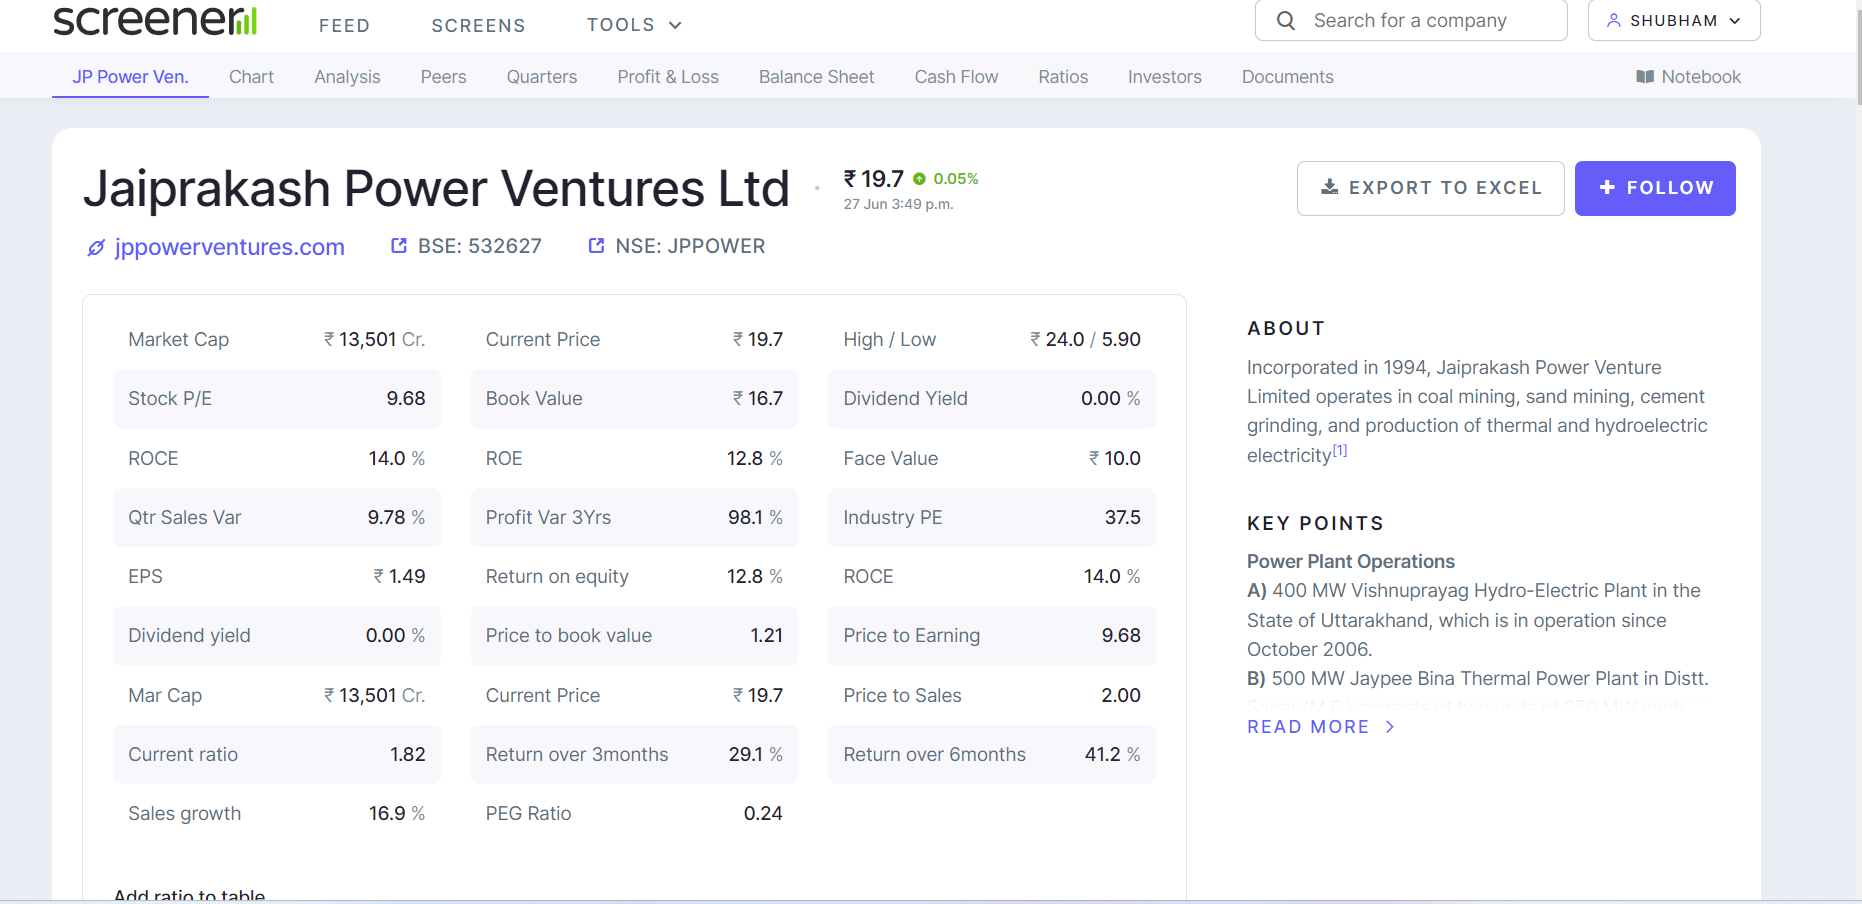 screener
FEED SCREENS TOOLS
Search for a company
SHUBHAM
JP Power Ven. Chart Analysis Peers Quarters Profit & Loss Balance Sheet Cash Flow Ratios Investors Documents Notebook
Jaiprakash Power Ventures Ltd
₹ 19.7 0.05%
27 Jun 3:49 p.m.
EXPORT TO EXCEL
FOLLOW
jppowerventures.com BSE: 532627 NSE: JPPOWER
Market Cap ₹ 13,501 Cr. Current Price ₹ 19.7 High / Low ₹ 24.0 / 5.90
Stock P/E 9.68 Book Value ₹ 16.7 Dividend Yield 0.00 %
ROCE 14.0 % ROE 12.8 % Face Value ₹ 10.0
Qtr Sales Var 9.78 % Profit Var 3Yrs 98.1 % Industry PE 37.5
EPS ₹ 1.49 Return on equity 12.8 % ROCE 14.0 %
Dividend yield 0.00 % Price to book value 1.21 Price to Earning 9.68
Mar Cap ₹ 13,501 Cr. Current Price ₹ 19.7 Price to Sales 2.00
Current ratio 1.82 Return over 3months 29.1 % Return over 6months 41.2 %
Sales growth 16.9 % PEG Ratio 0.24
Add ratio to table
ABOUT
Incorporated in 1994, Jaiprakash Power Venture
Limited operates in coal mining, sand mining, cement
grinding, and production of thermal and hydroelectric
electricity[1]
KEY POINTS
Power Plant Operations
A) 400 MW Vishnuprayag Hydro-Electric Plant in the
State of Uttarakhand, which is in operation since
October 2006.
B) 500 MW Jaypee Bina Thermal Power Plant in Distt.
Sagar (M.P.) consists of two units of 250 MW each
READ MORE